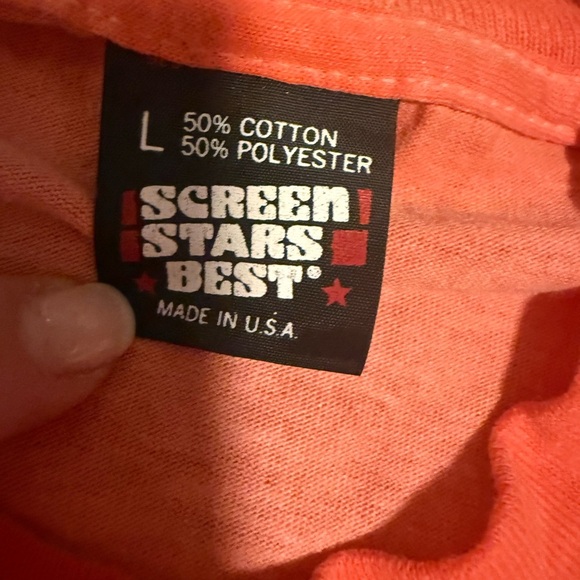 L 50% COTTON
50% POLYESTER
SCREEN
STARS
BEST®
MADE IN U.S.A.